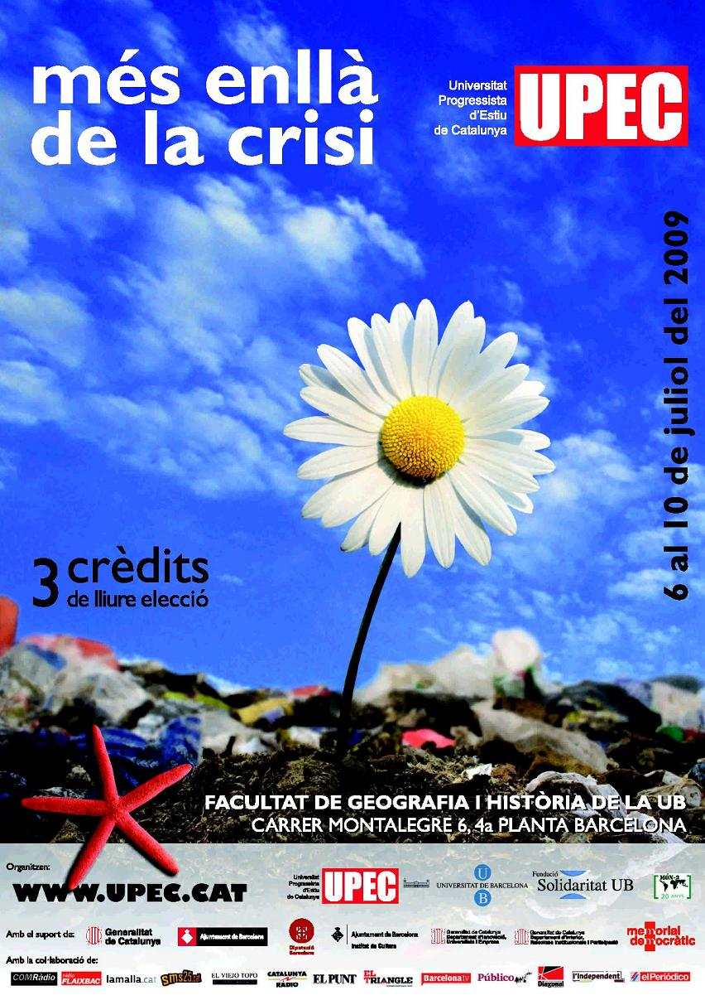 més enllà
de la crisi
Universitat
Progressista
d'Estiu
de Catalunya
UPEC
6 al 10 de juliol del 2009
3 crèdits
de lliure elecció
FACULTAT DE GEOGRAFIA I HISTÒRIA DE LA UB
CARRER MONTALEGRE 6, 4a PLANTA BARCELONA
Organitzen:
WWW.UPEC.CAT
Universitat
Progressista
d'Estiu
de Catalunya
UPEC
U
B
UNIVERSITAT DE BARCELONA
Fundació
Solidaritat UB
MÓN-3
20 ANYS
Amb el suport de:
Generalitat
de Catalunya
Ajuntament de Barcelona
Diputació
Barcelona
Ajuntament de Barcelona
Institut de Cultura
Generalitat de Catalunya
Departament d'Innovació,
Universitats i Empresa
Generalitat de Catalunya
Departament d'Interior,
Relacions Institucionals i Participació
memorial
democràtic
Amb la col·laboració de:
COMRàdio
ràdio
FLAIXBAC
lamalla.cat
sms25.net
EL VIEJO TOPO
CATALUNYA
RÀDIO
EL PUNT
EL
TRIANGLE
Barcelonatv
Público
Diagonal
l'independent
elPeriódico